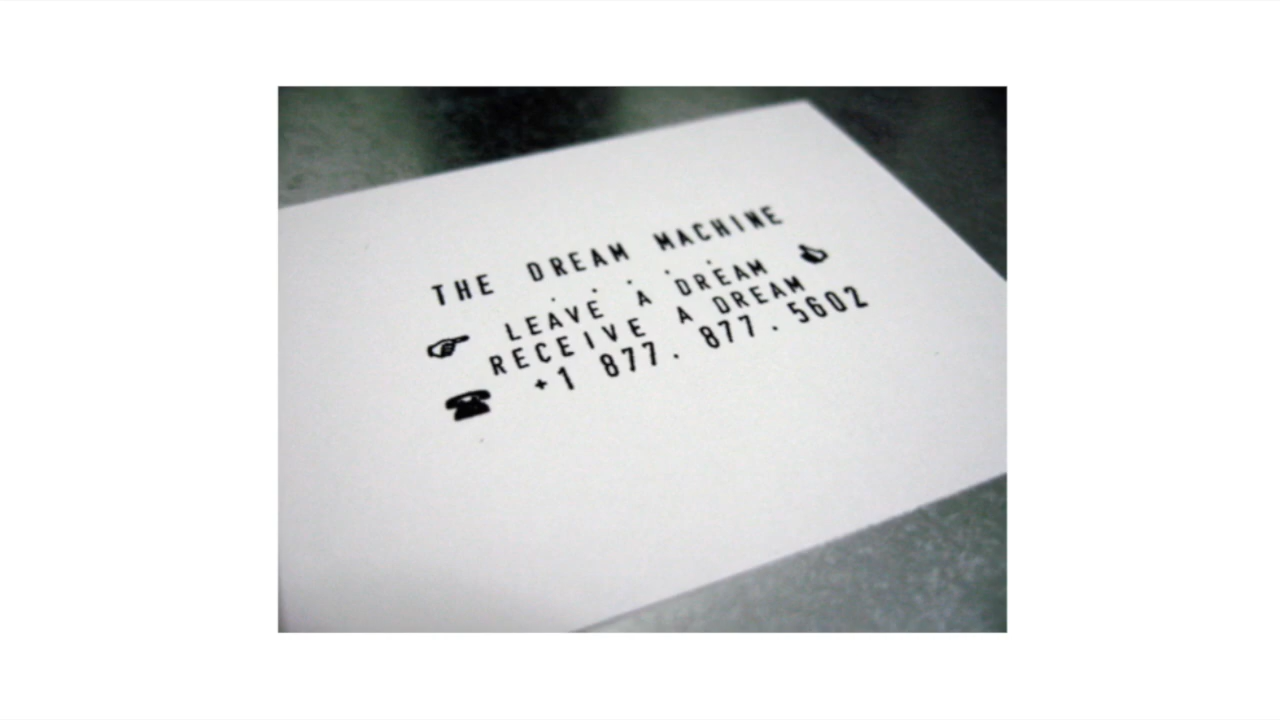 THE DREAM MACHINE
. . . . .
LEAVE A DREAM
RECEIVE A DREAM
+1 877. 877. 5602